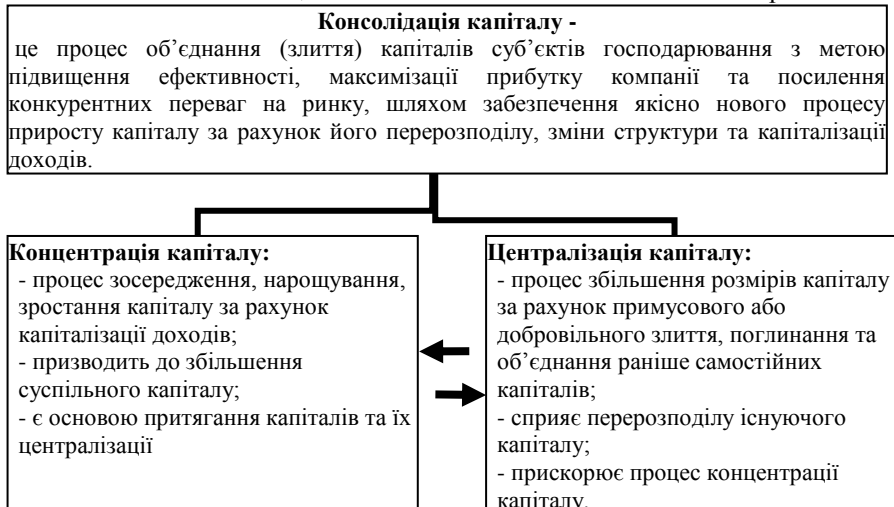 Консолідація капіталу -
це процес об’єднання (злиття) капіталів суб’єктів господарювання з метою
підвищення ефективності, максимізації прибутку компанії та посилення
конкурентних переваг на ринку, шляхом забезпечення якісно нового процесу
приросту капіталу за рахунок його перерозподілу, зміни структури та капіталізації
доходів.
Концентрація капіталу:
- процес зосередження, нарощування,
зростання капіталу за рахунок
капіталізації доходів;
- призводить до збільшення
суспільного капіталу;
- є основою притягання капіталів та їх
централізації
Централізація капіталу:
- процес збільшення розмірів капіталу
за рахунок примусового або
добровільного злиття, поглинання та
об’єднання раніше самостійних
капіталів;
- сприяє перерозподілу існуючого
капіталу;
- прискорює процес концентрації
капіталу.